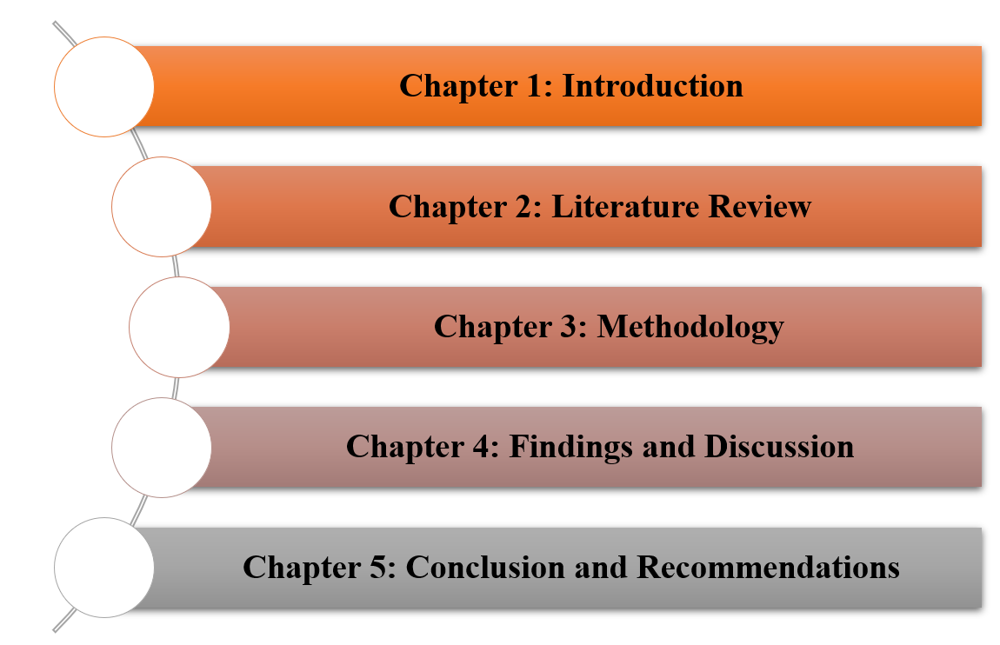 Chapter 1: Introduction
Chapter 2: Literature Review
Chapter 3: Methodology
Chapter 4: Findings and Discussion
Chapter 5: Conclusion and Recommendations